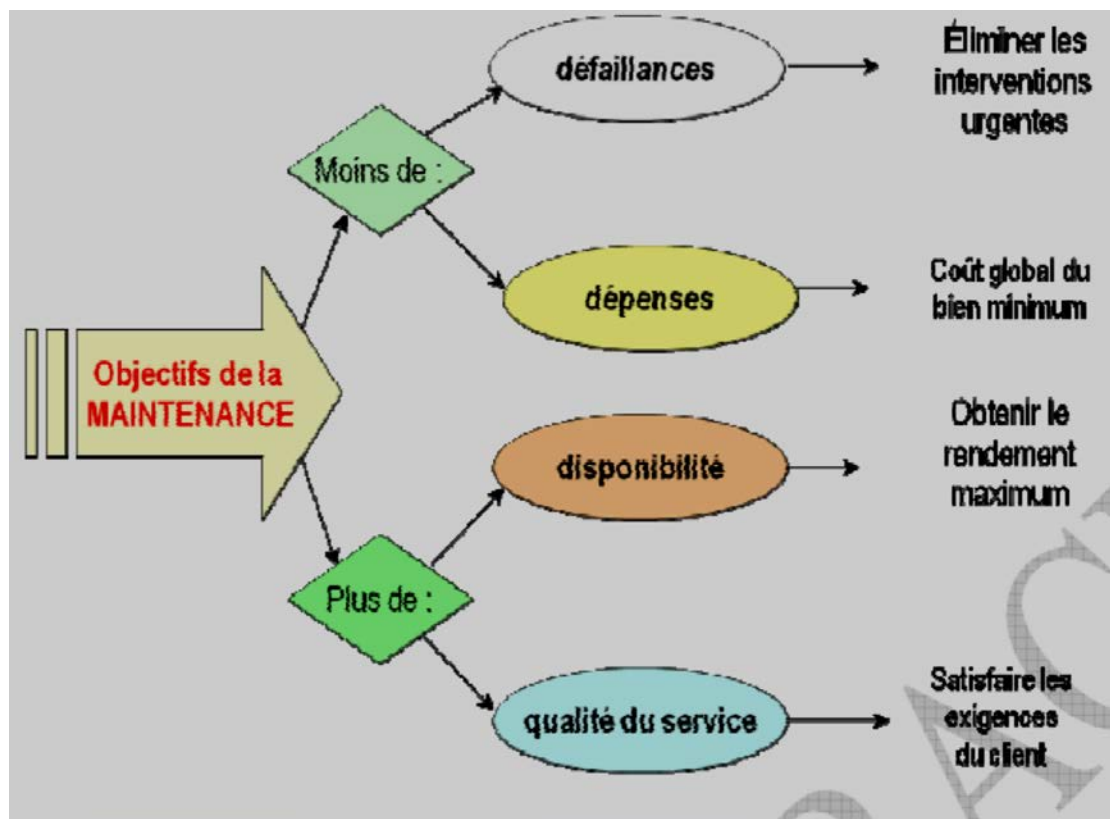 Objectifs de la
MAINTENANCE
Moins de :
défaillances
Éliminer les
interventions
urgentes
dépenses
Coût global du
bien minimum
Plus de :
disponibilité
Obtenir le
rendement
maximum
qualité du service
Satisfaire les
exigences
du client